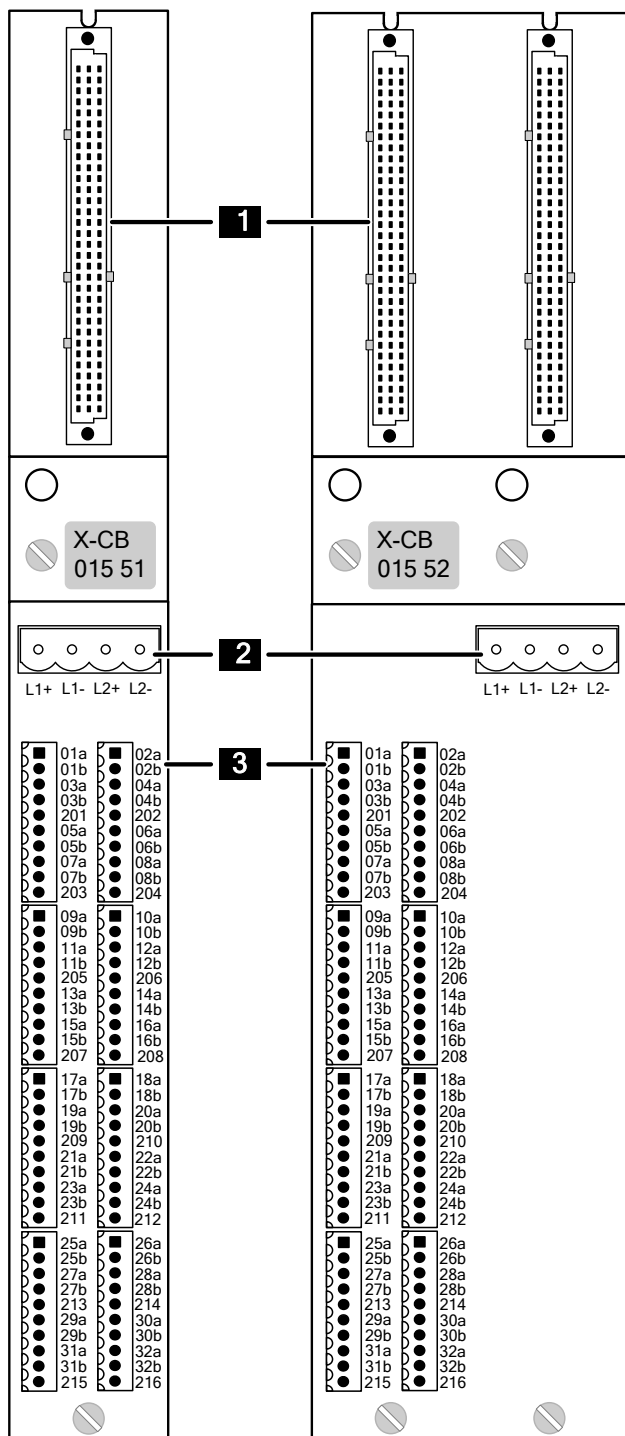 1
X-CB
015 51
X-CB
015 52
2
L1+ L1- L2+ L2-
L1+ L1- L2+ L2-
3
01a 02a
01b 02b
03a 04a
03b 04b
201 202
05a 06a
05b 06b
07a 08a
07b 08b
203 204
09a 10a
09b 10b
11a 12a
11b 12b
205 206
13a 14a
13b 14b
15a 16a
15b 16b
207 208
17a 18a
17b 18b
19a 20a
19b 20b
209 210
21a 22a
21b 22b
23a 24a
23b 24b
211 212
25a 26a
25b 26b
27a 28a
27b 28b
213 214
29a 30a
29b 30b
31a 32a
31b 32b
215 216
01a 02a
01b 02b
03a 04a
03b 04b
201 202
05a 06a
05b 06b
07a 08a
07b 08b
203 204
09a 10a
09b 10b
11a 12a
11b 12b
205 206
13a 14a
13b 14b
15a 16a
15b 16b
207 208
17a 18a
17b 18b
19a 20a
19b 20b
209 210
21a 22a
21b 22b
23a 24a
23b 24b
211 212
25a 26a
25b 26b
27a 28a
27b 28b
213 214
29a 30a
29b 30b
31a 32a
31b 32b
215 216